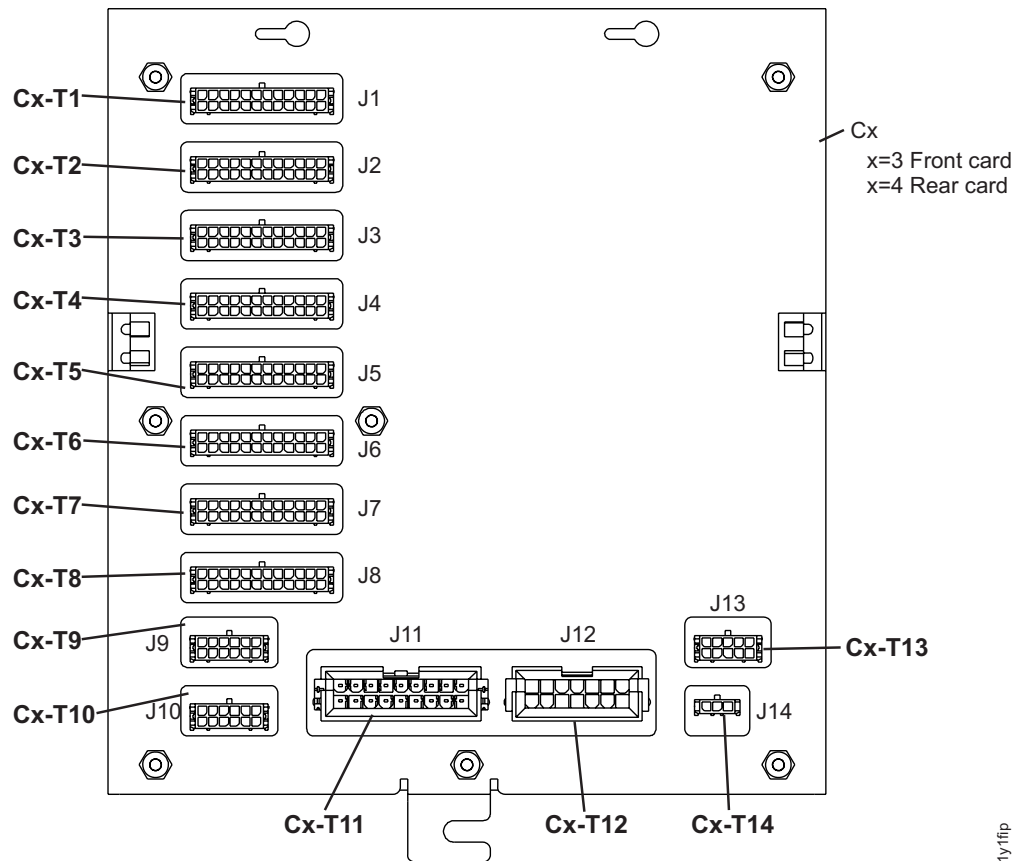 Cx-T1 J1
Cx
x=3 Front card
x=4 Rear card
Cx-T2 J2
Cx-T3 J3
Cx-T4 J4
Cx-T5 J5
Cx-T6 J6
Cx-T7 J7
Cx-T8 J8
J13
Cx-T9 J9 J11 J12 Cx-T13
Cx-T10 J10 J14
Cx-T11 Cx-T12 Cx-T14
1y1fip